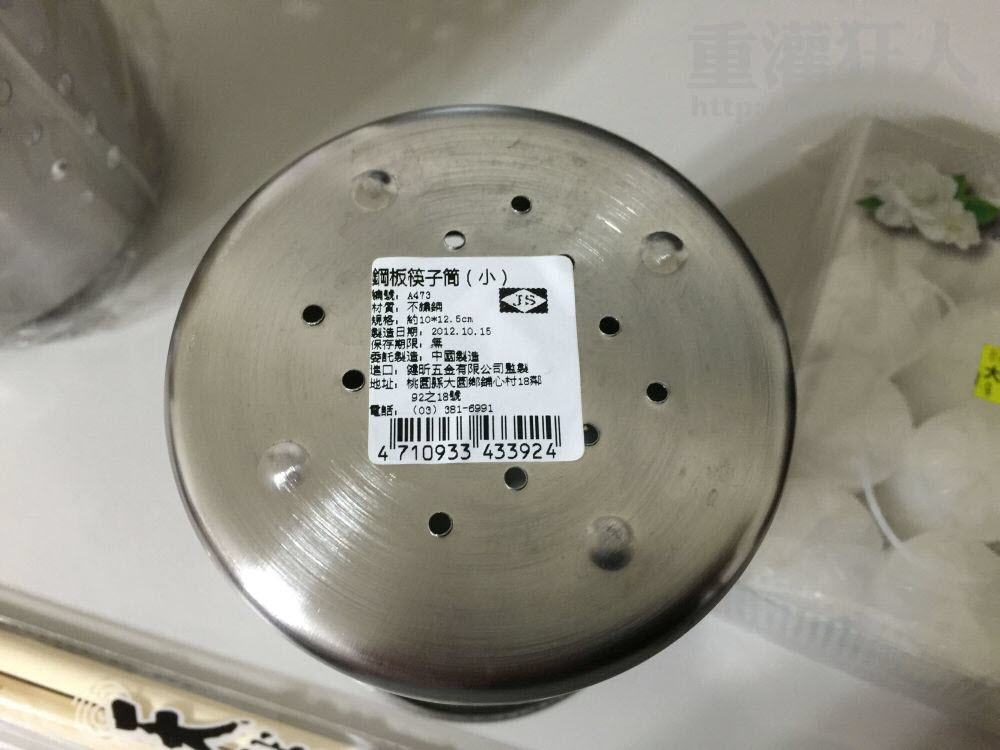 重灌狂人
http:/
鋼板筷子筒(小)
JS
編號: A473
材質: 不鏽鋼
規格: 約10*12.5cm
製造日期: 2012.10.15
保存期限: 無
委託製造: 中國製造
進口: 鍵昕五金有限公司監製
地址: 桃園縣大園鄉鋪心村18鄰
92之18號
電話: (03) 381-6991
4 710933 433924
大